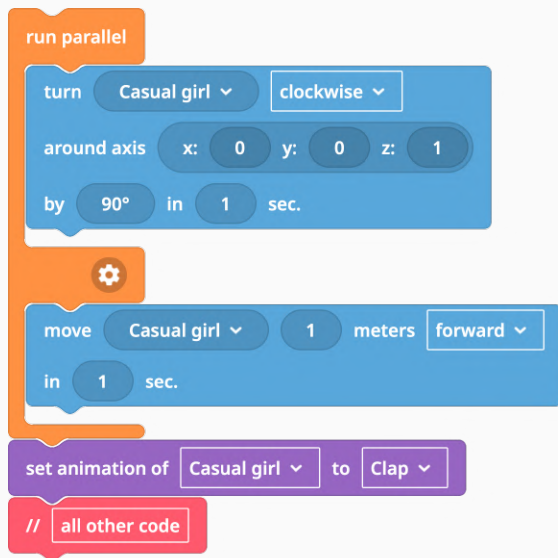 run parallel
turn Casual girl clockwise
around axis x: 0 y: 0 z: 1
by 90° in 1 sec.
move Casual girl 1 meters forward
in 1 sec.
set animation of Casual girl to Clap
// all other code